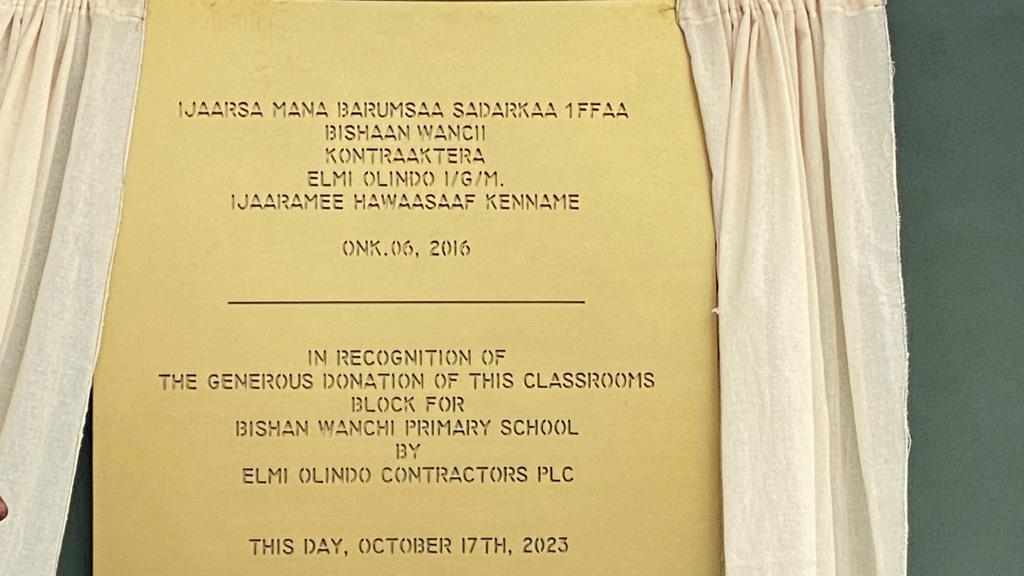 IJAARSA MANA BARUMSAA SADARKAA 1FFAA
BISHAAN WANCII
KONTRAAKTERA
ELMI OLINDO I/G/M.
IJAARAMEE HAWAASAAF KENNAME
ONK.06, 2016
IN RECOGNITION OF
THE GENEROUS DONATION OF THIS CLASSROOMS
BLOCK FOR
BISHAN WANCHI PRIMARY SCHOOL
BY
ELMI OLINDO CONTRACTORS PLC
THIS DAY, OCTOBER 17TH, 2023